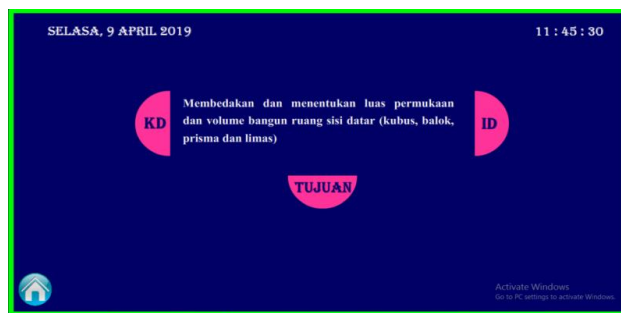 SELASA, 9 APRIL 2019
11 : 45 : 30
KD
Membedakan dan menentukan luas permukaan
dan volume bangun ruang sisi datar (kubus, balok,
prisma dan limas)
ID
TUJUAN
Activate Windows
Go to PC settings to activate Windows.